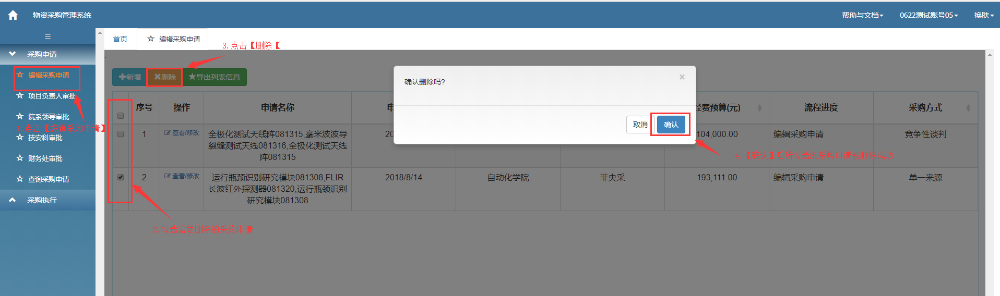 物资采购管理系统
帮助与文档
0622测试账号05
换肤
首页
编辑采购申请
3.点击【删除【
采购申请
编辑采购申请
项目负责人审批
院系领导审批
1.点击【编辑采购申请】
技安科审批
财务处审批
查询采购申请
采购执行
新增
删除
导出列表信息
确认删除吗?
×
取消
确认
序号
操作
申请名称
经费预算(元)
流程进度
采购方式
1
查看/修改
全极化测试天线阵081315,毫米波波导
裂缝测试天线081316,全极化测试天线
阵081315
20
104,000.00
编辑采购申请
竞争性谈判
4.【确认】后所勾选的采购申请被删除成功
2
查看/修改
运行瓶颈识别研究模块081308,FLIR
长波红外探测器081320,运行瓶颈识别
研究模块081308
2018/8/14
自动化学院
非央采
193,111.00
编辑采购申请
单一来源
2.勾选需要删除的采购申请